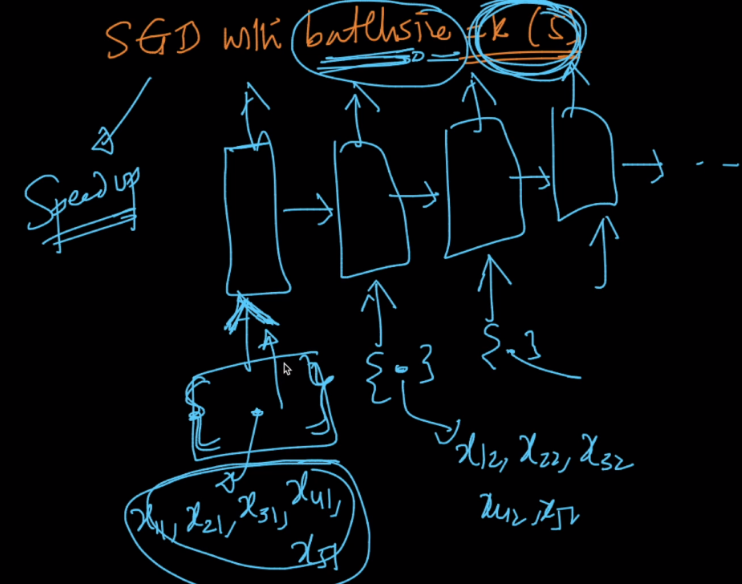 SGD with batchsize = k (5)
Speed up
{ . } { . }
x12, x22, x32
x42, x52
x11, x21, x31, x41,
x51